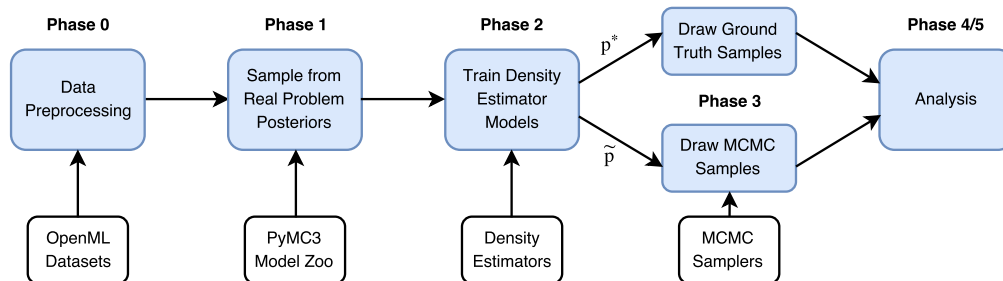 Phase 0
Phase 1
Phase 2
Phase 4/5
Data
Preprocessing
Sample from
Real Problem
Posteriors
Train Density
Estimator
Models
p*
Draw Ground
Truth Samples
Phase 3
p̃
Draw MCMC
Samples
Analysis
OpenML
Datasets
PyMC3
Model Zoo
Density
Estimators
MCMC
Samplers